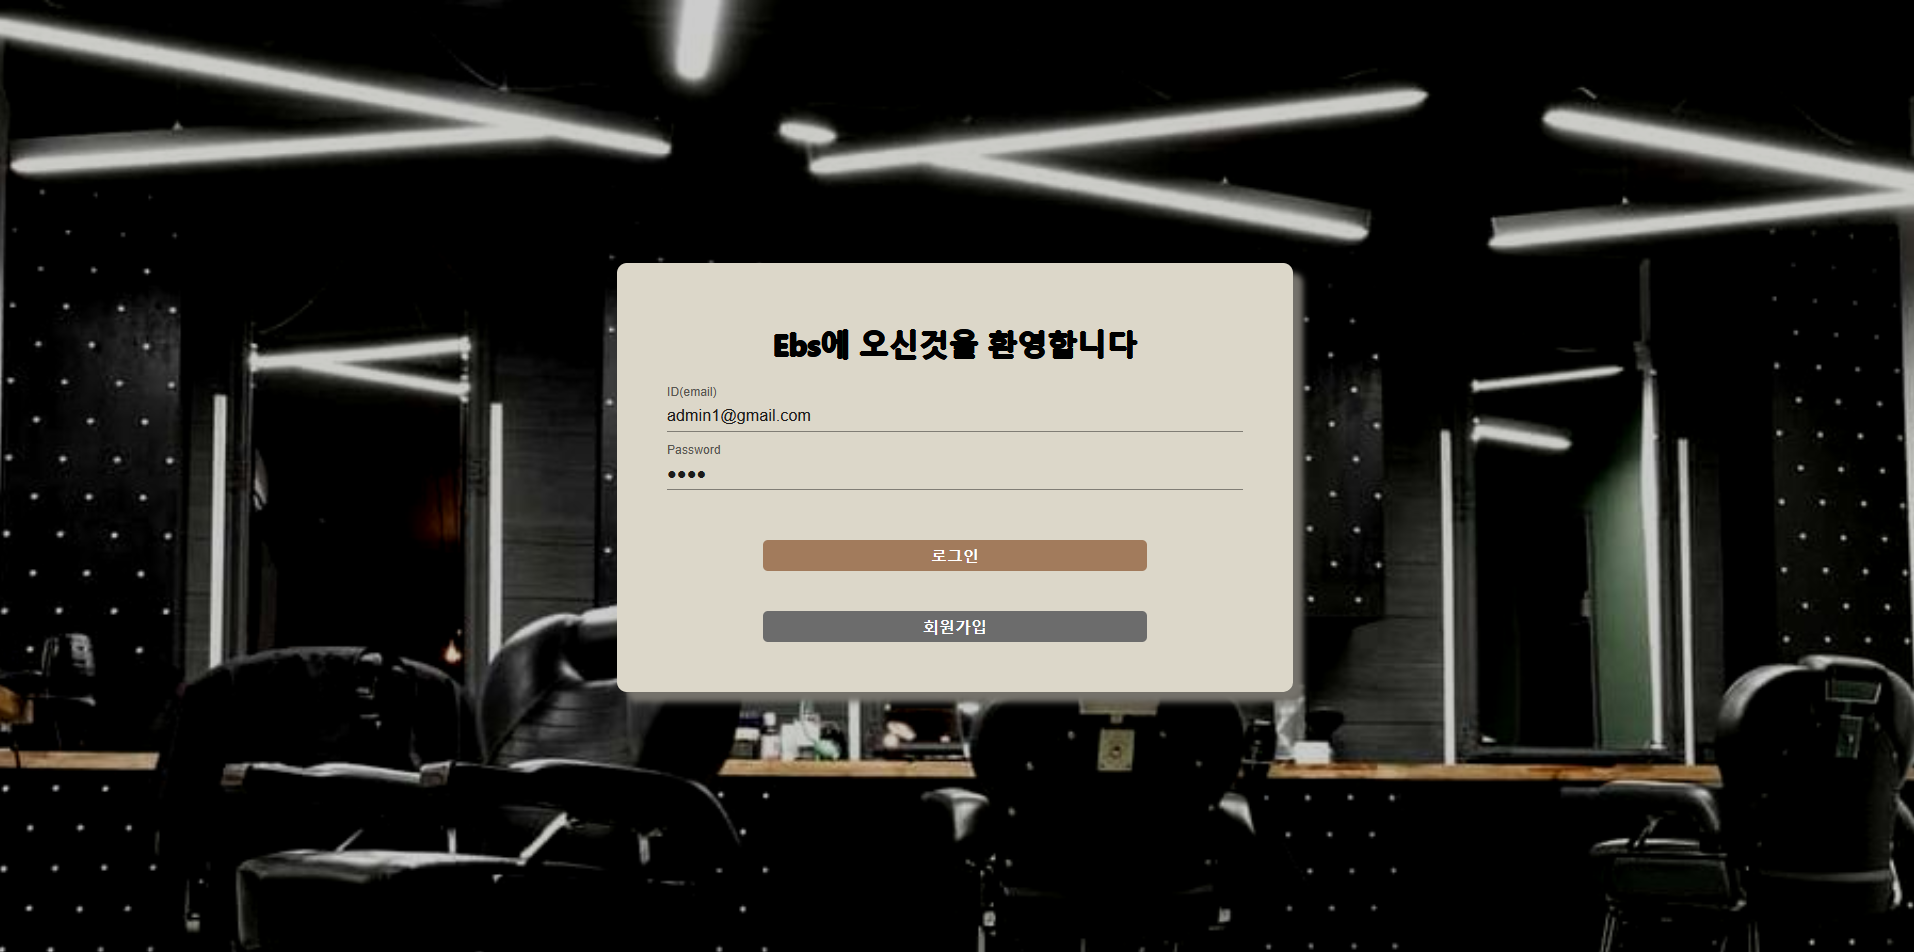 Ebs에 오신것을 환영합니다
ID(email)
admin1@gmail.com
Password
••••
로그인
회원가입